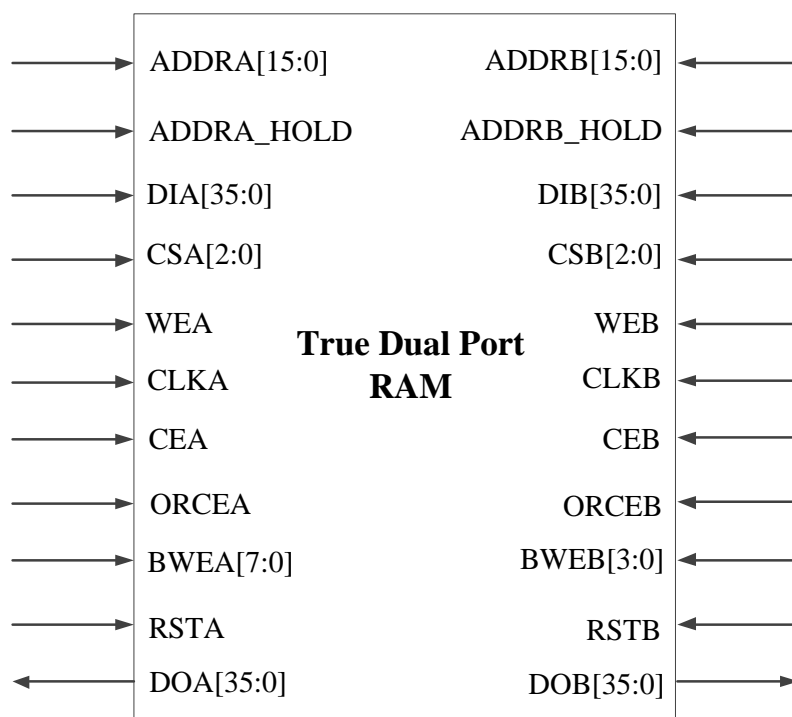 ADDRA[15:0] ADDRB[15:0]
ADDRA_HOLD ADDRB_HOLD
DIA[35:0] DIB[35:0]
CSA[2:0] CSB[2:0]
WEA WEB
True Dual Port
CLKA CLKB
RAM
CEA CEB
ORCEA ORCEB
BWEA[7:0] BWEB[3:0]
RSTA RSTB
DOA[35:0] DOB[35:0]